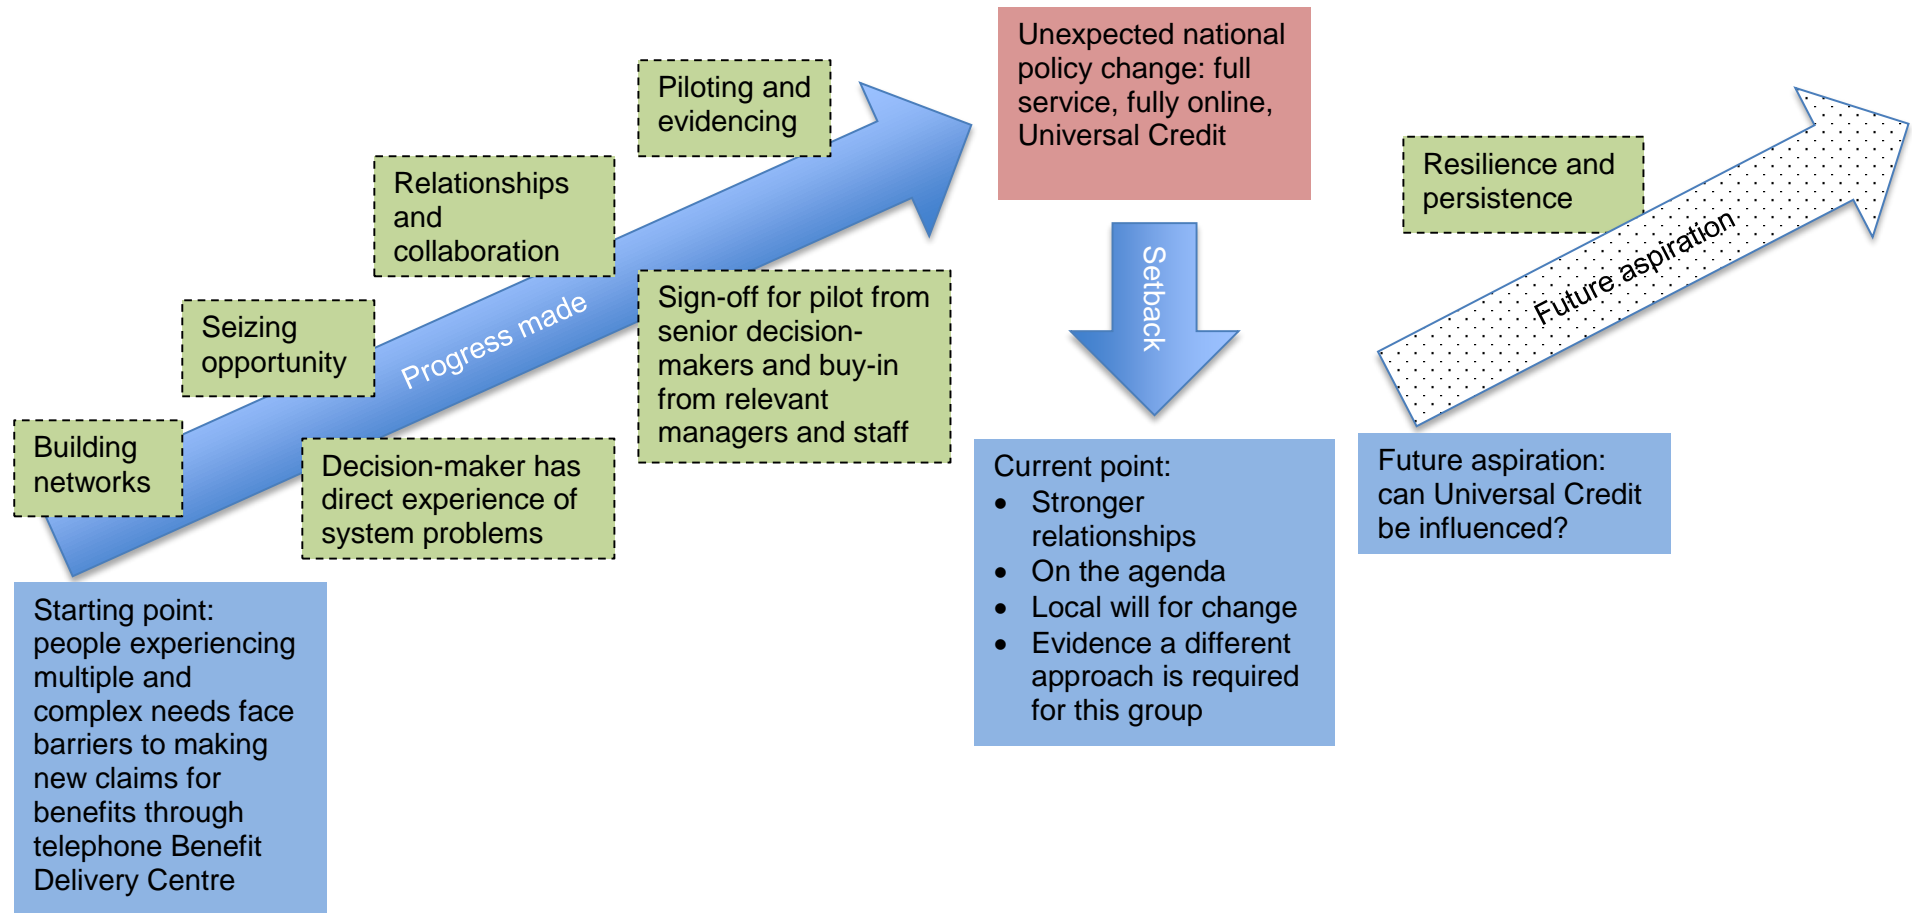 Building
networks
Seizing
opportunity
Relationships
and
collaboration
Piloting and
evidencing
Progress made
Decision-maker has
direct experience of
system problems
Sign-off for pilot from
senior decision-
makers and buy-in
from relevant
managers and staff
Starting point:
people experiencing
multiple and
complex needs face
barriers to making
new claims for
benefits through
telephone Benefit
Delivery Centre
Unexpected national
policy change: full
service, fully online,
Universal Credit
Setback
Current point:
• Stronger
relationships
• On the agenda
• Local will for change
• Evidence a different
approach is required
for this group
Resilience and
persistence
Future aspiration
Future aspiration:
can Universal Credit
be influenced?